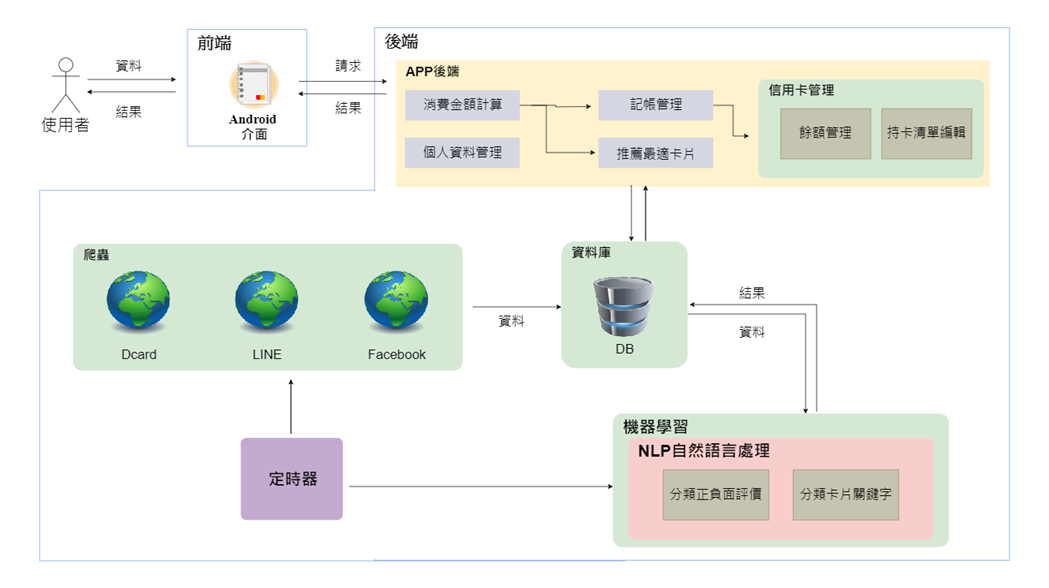 前端
後端
使用者
資料
結果
Android
介面
請求
結果
APP後端
消費金額計算
記帳管理
個人資料管理
推薦最適卡片
信用卡管理
餘額管理
持卡清單編輯
爬蟲
Dcard
LINE
Facebook
資料
資料庫
DB
結果
資料
定時器
機器學習
NLP自然語言處理
分類正負面評價
分類卡片關鍵字